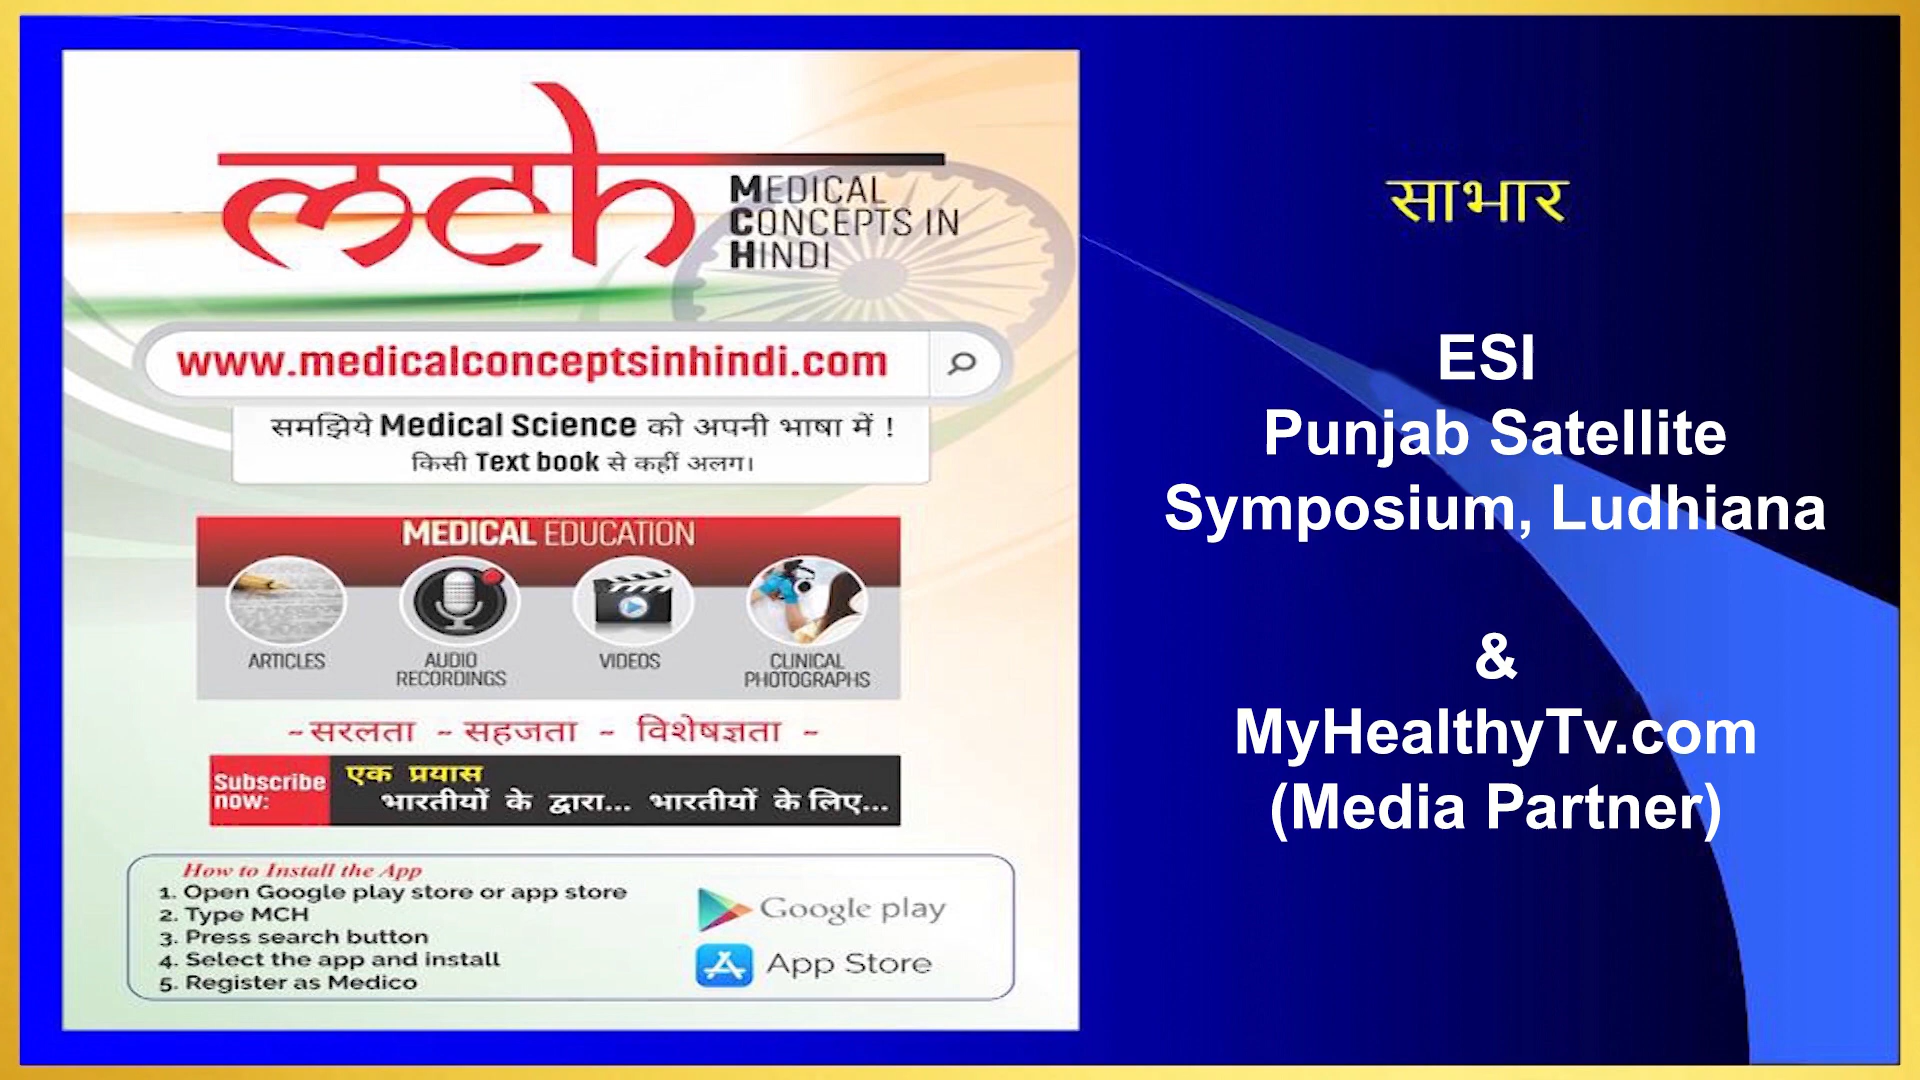 mch
MEDICAL
CONCEPTS IN
HINDI
www.medicalconceptsinhindi.com
समझिये Medical Science को अपनी भाषा में !
किसी Text book से कहीं अलग।
MEDICAL EDUCATION
ARTICLES
AUDIO
RECORDINGS
VIDEOS
CLINICAL
PHOTOGRAPHS
~सरलता ~सहजता ~ विशेषज्ञता ~
Subscribe
now:
एक प्रयास
भारतीयों के द्वारा... भारतीयों के लिए...
How to Install the App
1. Open Google play store or app store
2. Type MCH
3. Press search button
4. Select the app and install
5. Register as Medico
Google play
App Store
साभार
ESI
Punjab Satellite
Symposium, Ludhiana
&
MyHealthyTv.com
(Media Partner)